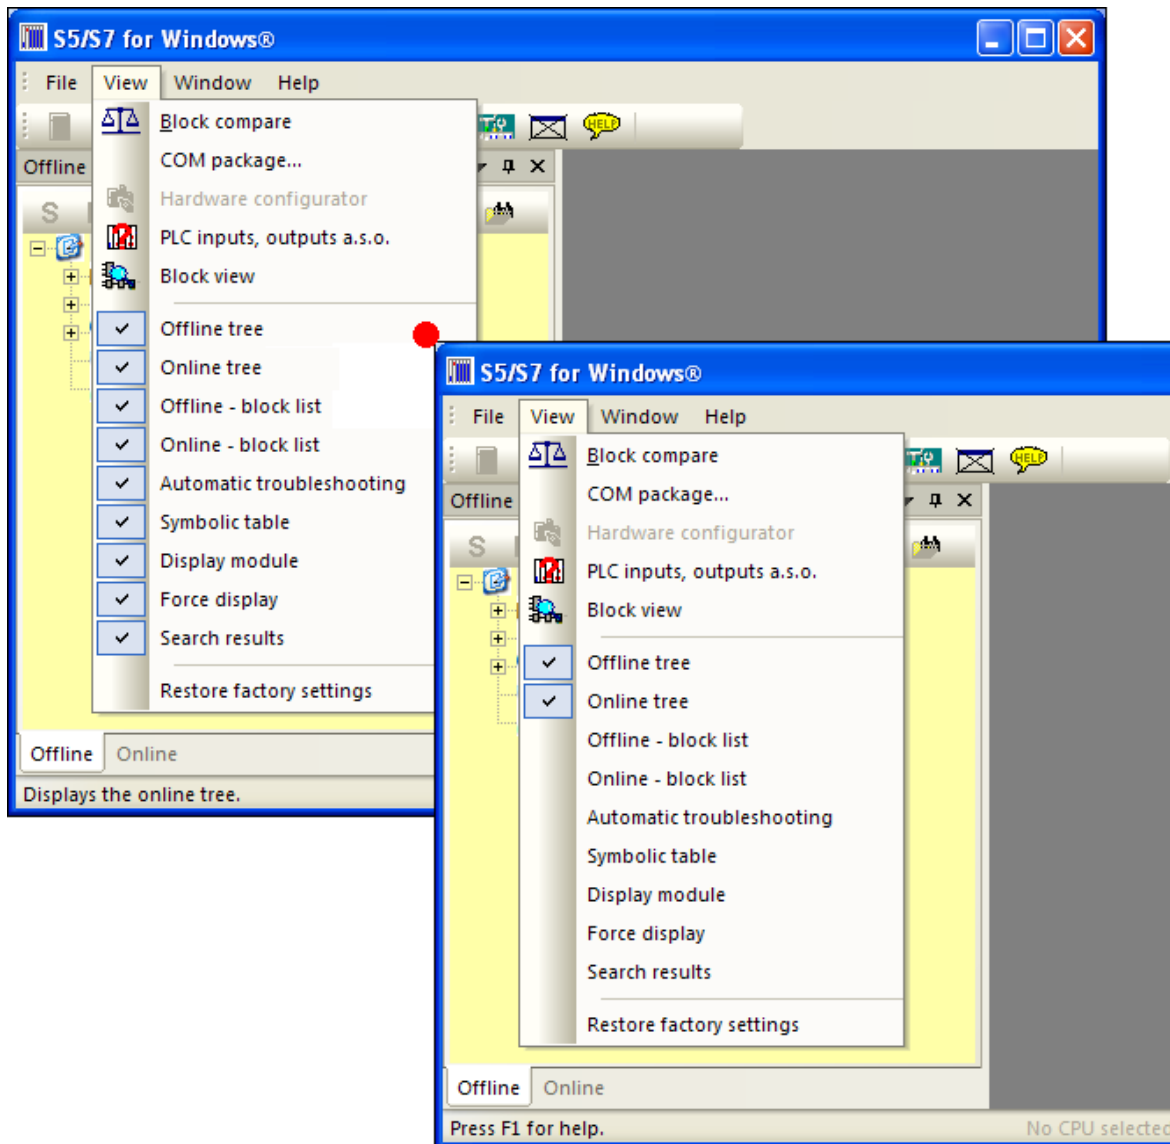 S5/S7 for Windows®
File View Window Help
Block compare
HELP
COM package...
Offline
Hardware configurator
S
PLC inputs, outputs a.s.o.
Block view
Offline tree
Online tree
Offline - block list
Online - block list
Automatic troubleshooting
Symbolic table
Display module
Force display
Search results
Restore factory settings
Offline Online
Displays the online tree.
S5/S7 for Windows®
File View Window Help
Block compare
HELP
COM package...
Offline
Hardware configurator
S
PLC inputs, outputs a.s.o.
Block view
Offline tree
Online tree
Offline - block list
Online - block list
Automatic troubleshooting
Symbolic table
Display module
Force display
Search results
Restore factory settings
Offline Online
Press F1 for help. No CPU selected